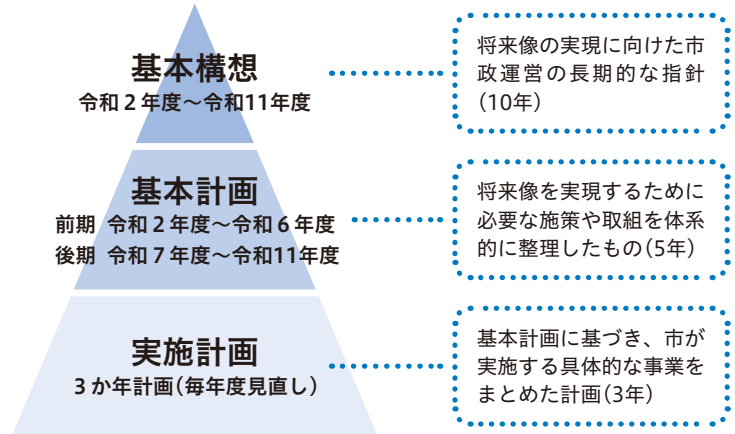 基本構想
令和２年度～令和11年度
将来像の実現に向けた市
政運営の長期的な指針
（10年）
基本計画
前期 令和２年度～令和６年度
後期 令和７年度～令和11年度
将来像を実現するために
必要な施策や取組を体系
的に整理したもの（5年）
実施計画
３か年計画（毎年度見直し）
基本計画に基づき、市が
実施する具体的な事業を
まとめた計画（3年）